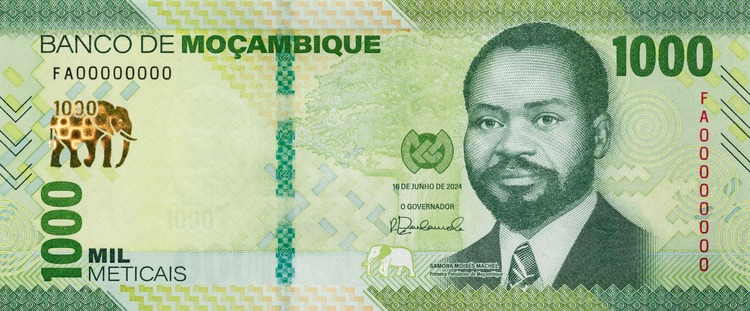 BANCO DE MOÇAMBIQUE
1000
FA00000000
1000
FA00000000
16 DE JUNHO DE 2024
O GOVERNADOR
1000
1000
MIL
METICAIS
SAMORA MOISÉS MACHEL
Primeiro Presidente de Moçambique